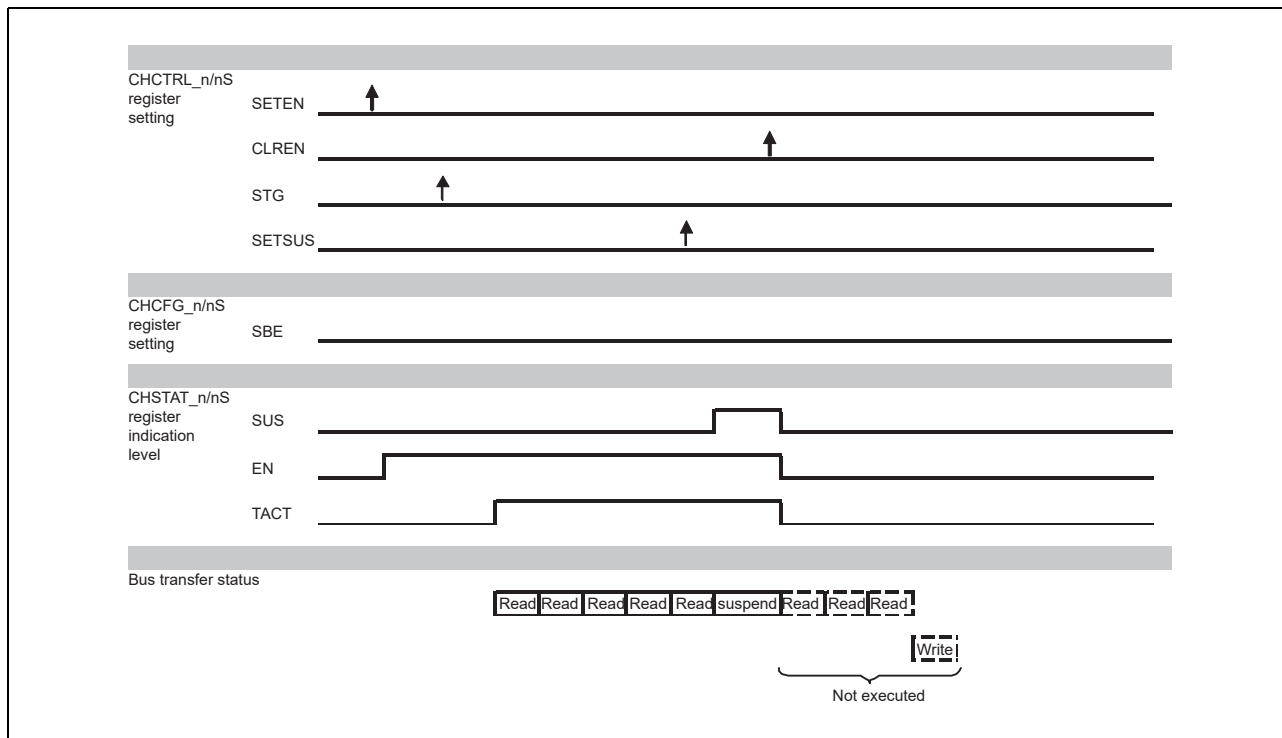 CHCTRL_n/nS
register
setting
SETEN
CLREN
STG
SETSUS
CHCFG_n/nS
register
setting
SBE
CHSTAT_n/nS
register
indication
level
SUS
EN
TACT
Bus transfer status
Read Read Read Read Read suspend Read Read Read
Write
Not executed